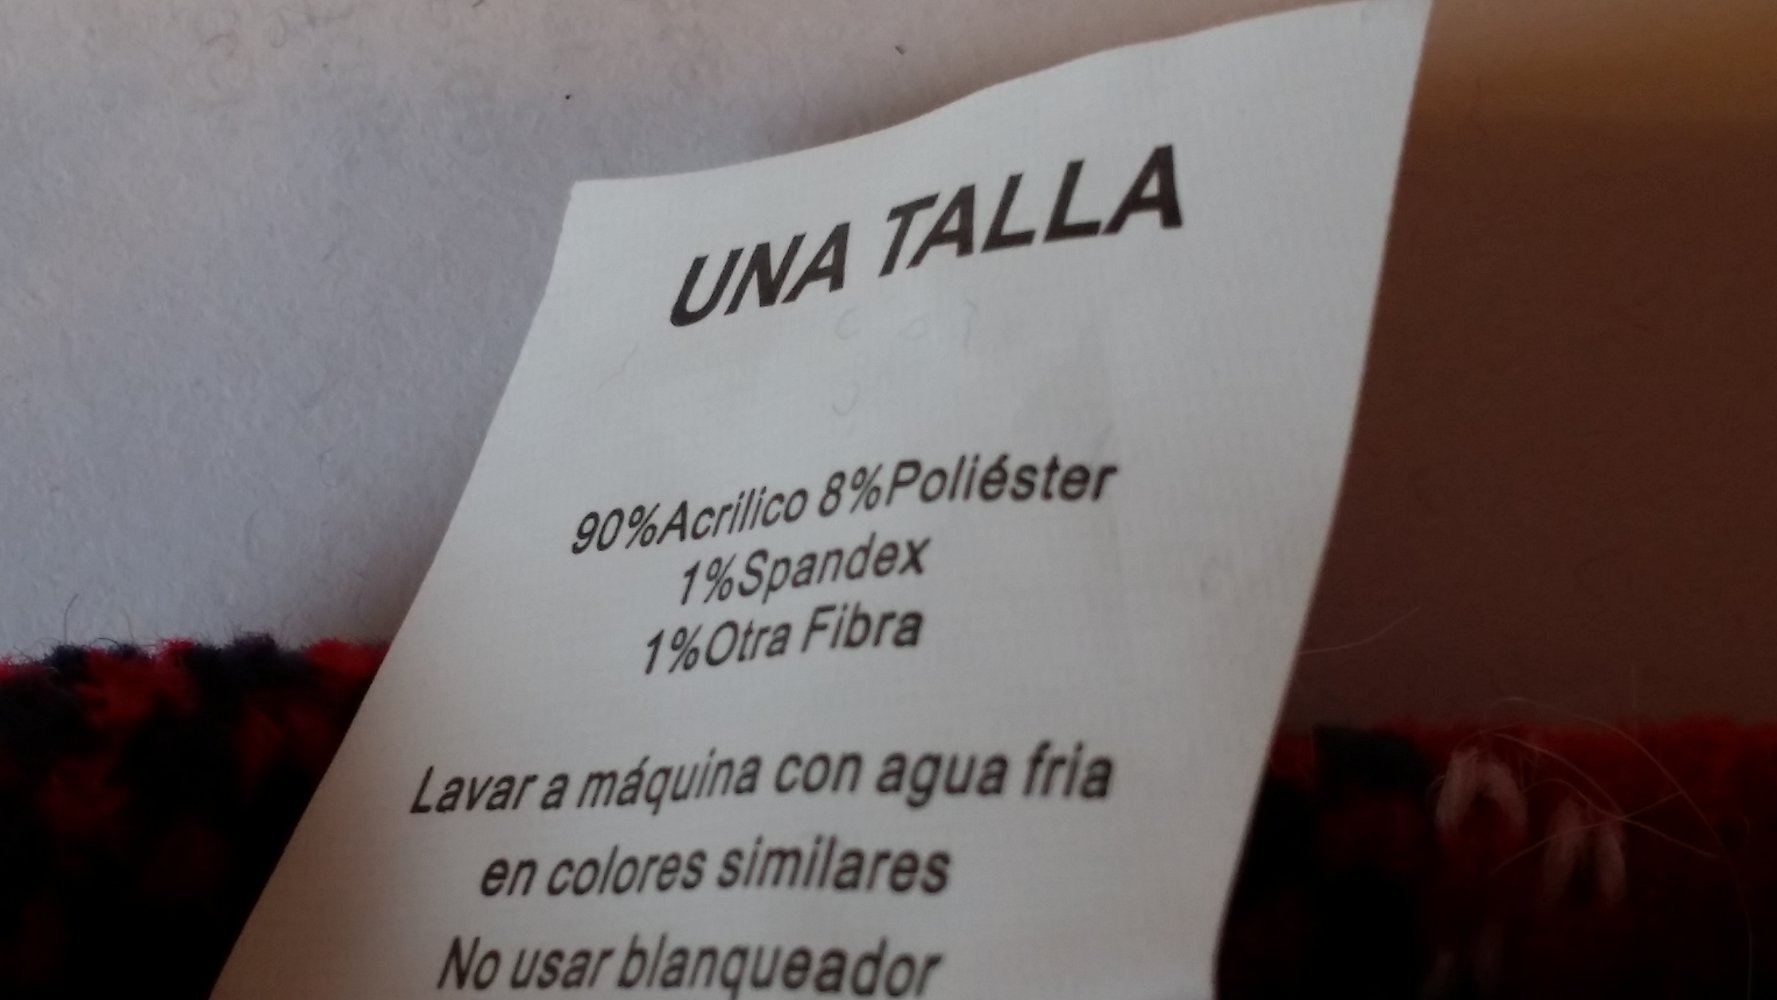 UNA TALLA
90%Acrilico 8%Poliéster
1%Spandex
1%Otra Fibra
Lavar a máquina con agua fria
en colores similares
No usar blanqueador